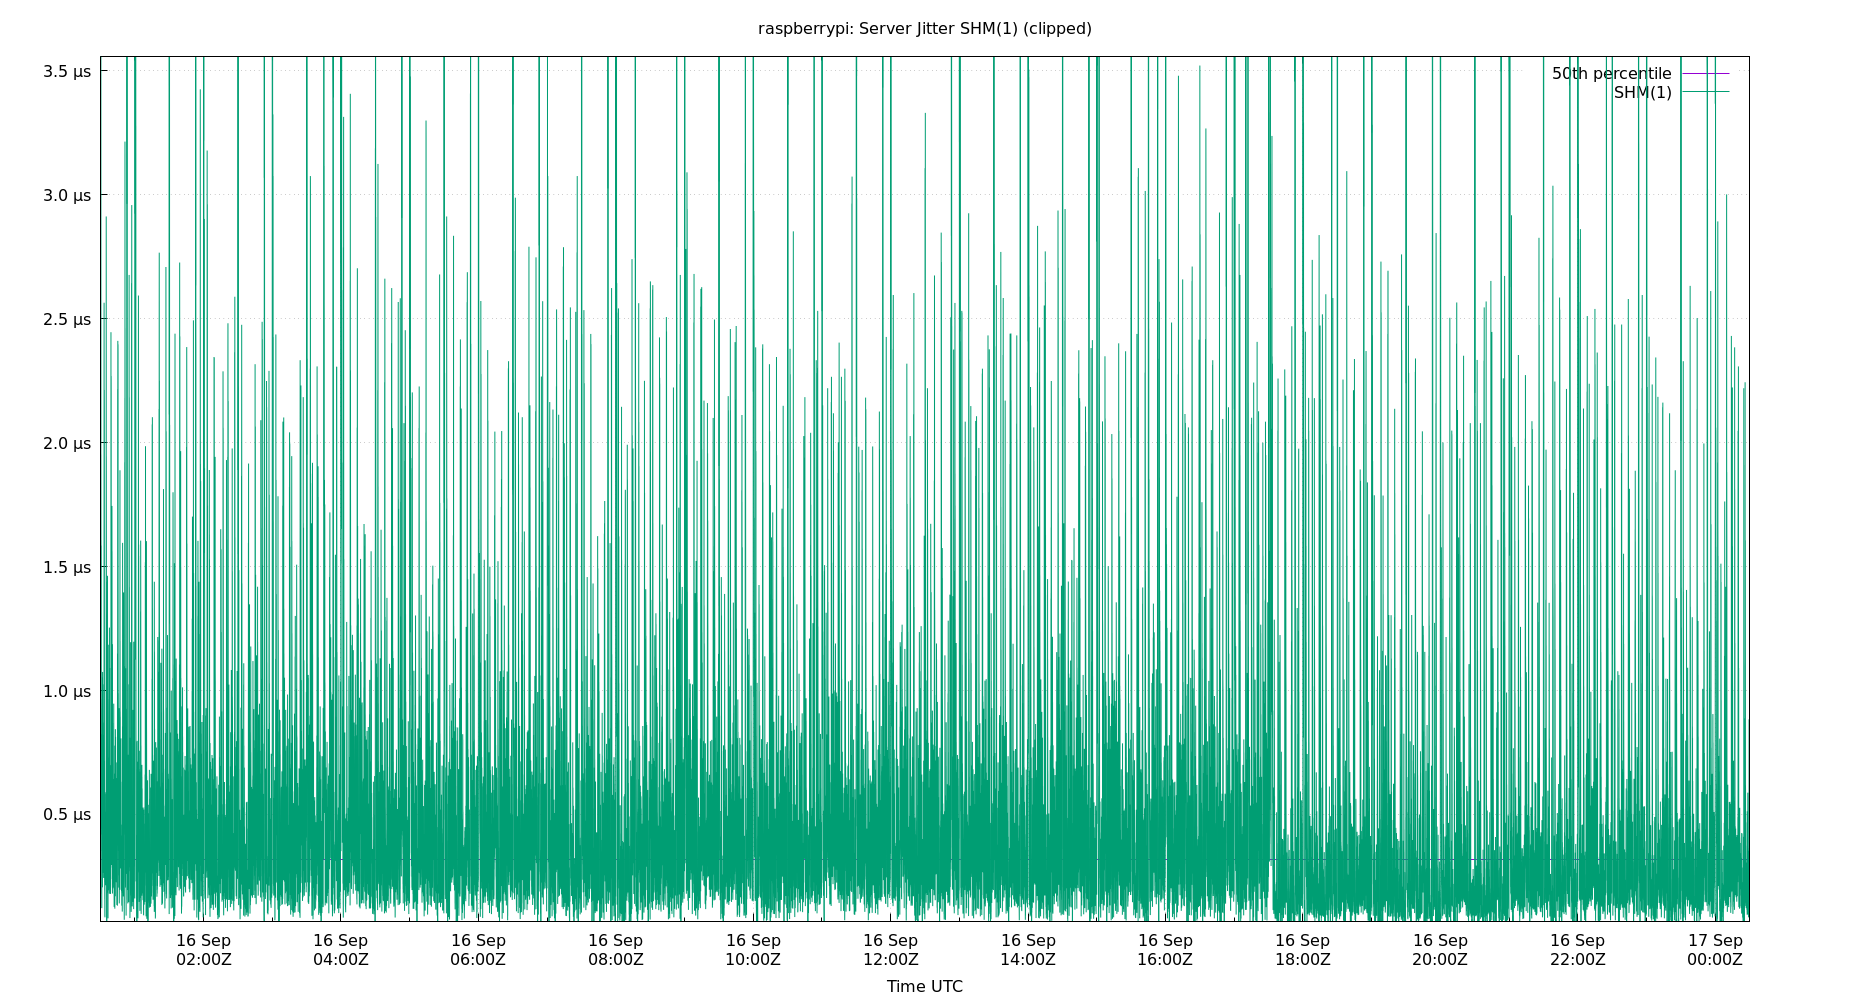 raspberrypi: Server Jitter SHM(1) (clipped)
3.5 µs
50th percentile
SHM(1)
3.0 µs
2.5 µs
2.0 µs
1.5 µs
1.0 µs
0.5 µs
16 Sep 16 Sep 16 Sep 16 Sep 16 Sep 16 Sep 16 Sep 16 Sep 16 Sep 16 Sep 16 Sep 17 Sep
02:00Z 04:00Z 06:00Z 08:00Z 10:00Z 12:00Z 14:00Z 16:00Z 18:00Z 20:00Z 22:00Z 00:00Z
Time UTC